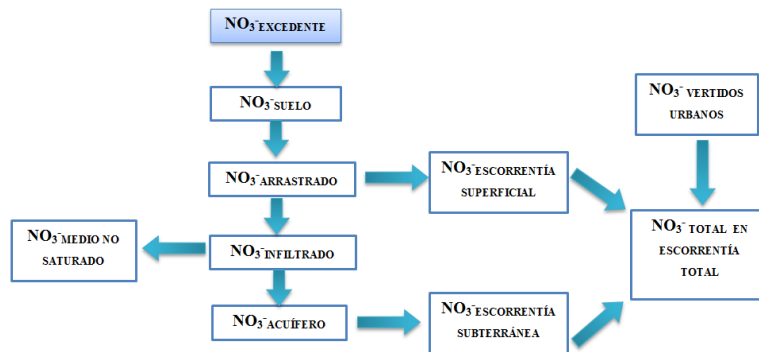 NO₃⁻EXCEDENTE
NO₃⁻SUELO
NO₃⁻ VERTIDOS
URBANOS
NO₃⁻ARRASTRADO
NO₃⁻ESCORRENTÍA
SUPERFICIAL
NO₃⁻MEDIO NO
SATURADO
NO₃⁻INFILTRADO
NO₃⁻ TOTAL EN
ESCORRENTÍA
TOTAL
NO₃⁻ACUÍFERO
NO₃⁻ESCORRENTÍA
SUBTERRÁNEA